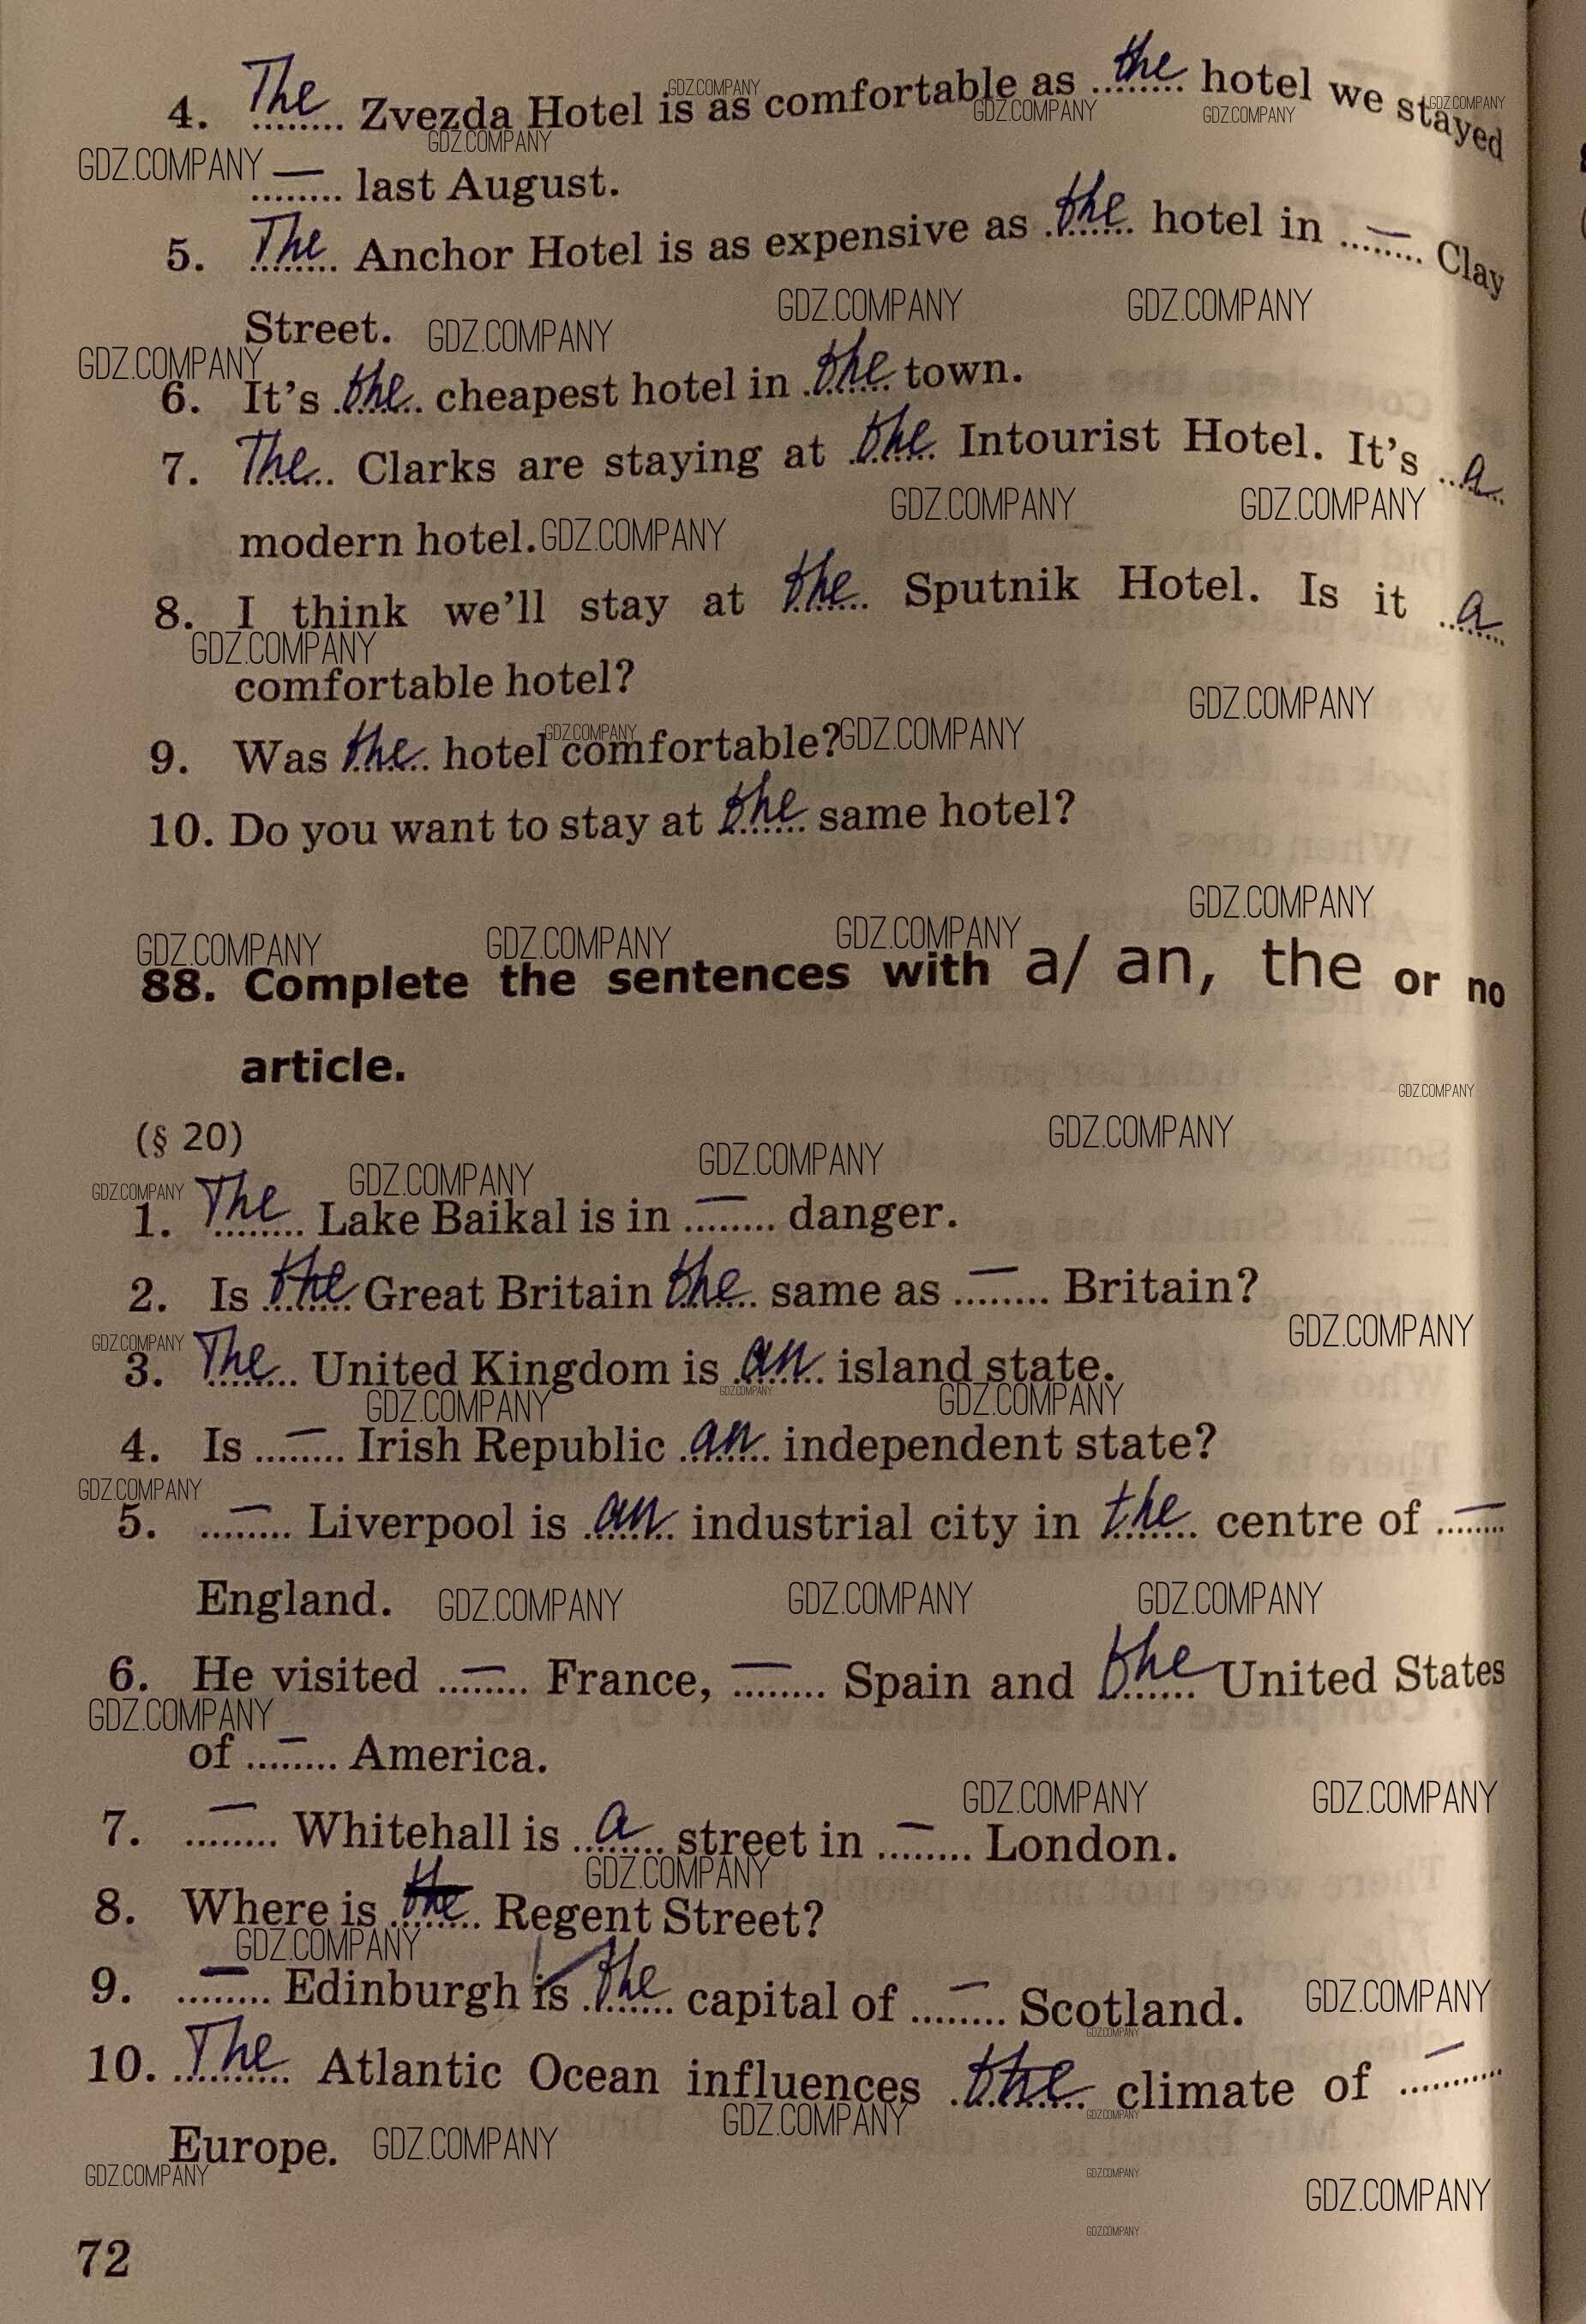 4. The Zvezda Hotel is as comfortable as the hotel we stayed
— last August.
5. The Anchor Hotel is as expensive as the hotel in — Clay
Street.
6. It's the cheapest hotel in the town.
7. The Clarks are staying at the Intourist Hotel. It's a
modern hotel.
8. I think we'll stay at the Sputnik Hotel. Is it a
comfortable hotel?
9. Was the hotel comfortable?
10. Do you want to stay at the same hotel?
88. Complete the sentences with a/ an, the or no
article.
(§ 20)
1. The Lake Baikal is in — danger.
2. Is the Great Britain the same as — Britain?
3. The United Kingdom is an island state.
4. Is — Irish Republic an independent state?
5. — Liverpool is an industrial city in the centre of —
England.
6. He visited — France, — Spain and the United States
of — America.
7. — Whitehall is a street in — London.
8. Where is the Regent Street?
9. — Edinburgh is the capital of — Scotland.
10. The Atlantic Ocean influences the climate of —
Europe.
72
GDZ.COMPANY